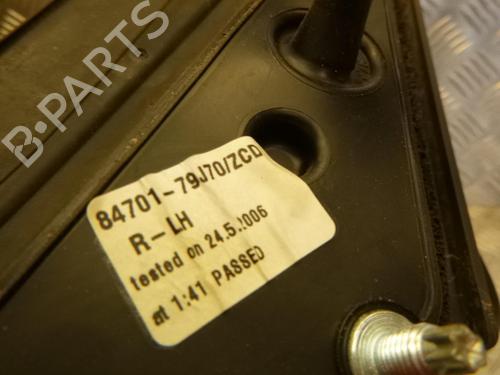 B-PARTS
84701-79J70/ZCD
R-LH
tested on 24.5.2006
at 1:41 PASSED